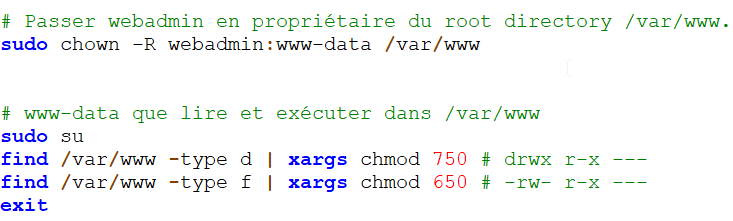 # Passer webadmin en propriétaire du root directory /var/www.
sudo chown -R webadmin:www-data /var/www
# www-data que lire et exécuter dans /var/www
sudo su
find /var/www -type d | xargs chmod 750 # drwx r-x ---
find /var/www -type f | xargs chmod 650 # -rw- r-x ---
exit